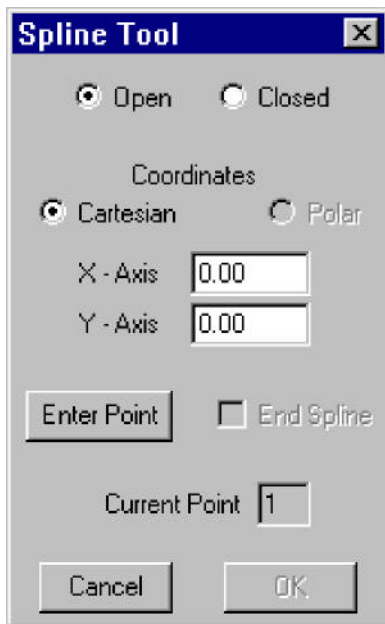 Spline Tool
Open Closed
Coordinates
Cartesian Polar
X - Axis 0.00
Y - Axis 0.00
Enter Point End Spline
Current Point 1
Cancel OK